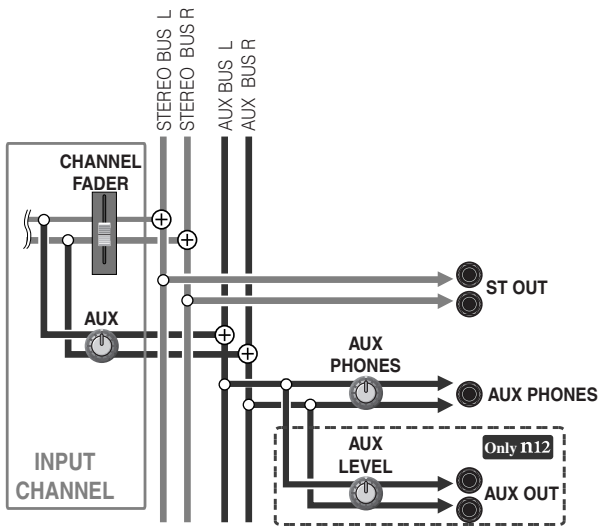 STEREO BUS L
STEREO BUS R
AUX BUS L
AUX BUS R
CHANNEL
FADER
ST OUT
AUX
AUX
PHONES
AUX PHONES
Only n12
AUX
LEVEL
AUX OUT
INPUT
CHANNEL